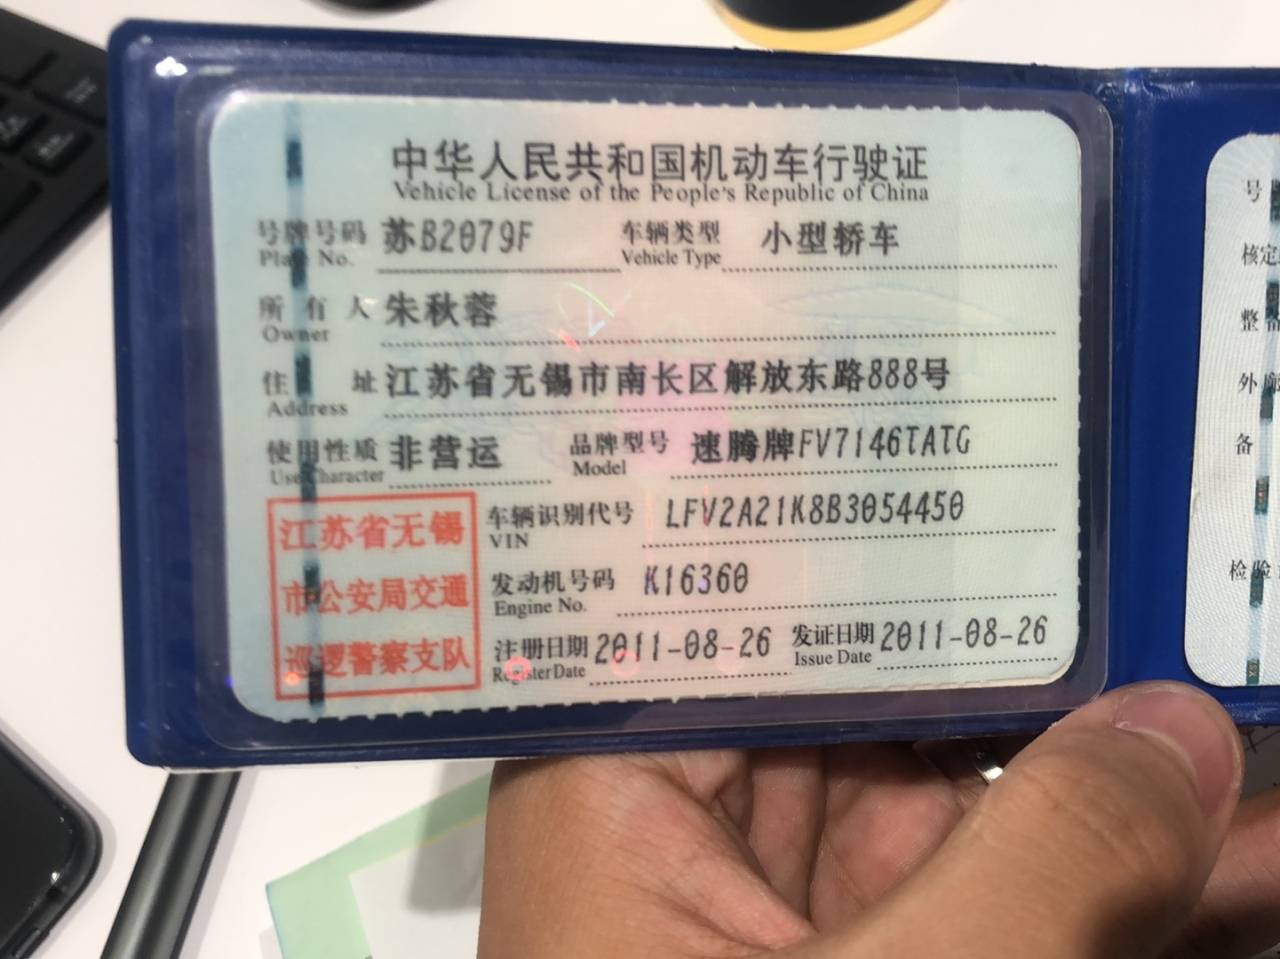 中华人民共和国机动车行驶证
Vehicle License of the People's Republic of China
号牌号码 苏B2079F 车辆类型 小型轿车
Plate No. Vehicle Type
所有人 朱秋蓉
Owner
住址 江苏省无锡市南长区解放东路888号
Address
使用性质 非营运 品牌型号 速腾牌FV7146TATG
Use Character Model
车辆识别代号 LFV2A21K8B3054450
VIN
发动机号码 K16360
Engine No.
注册日期 2011-08-26 发证日期 2011-08-26
Register Date Issue Date
江苏省无锡
市公安局交通
巡逻警察支队
号
核定
整
外
备
检验